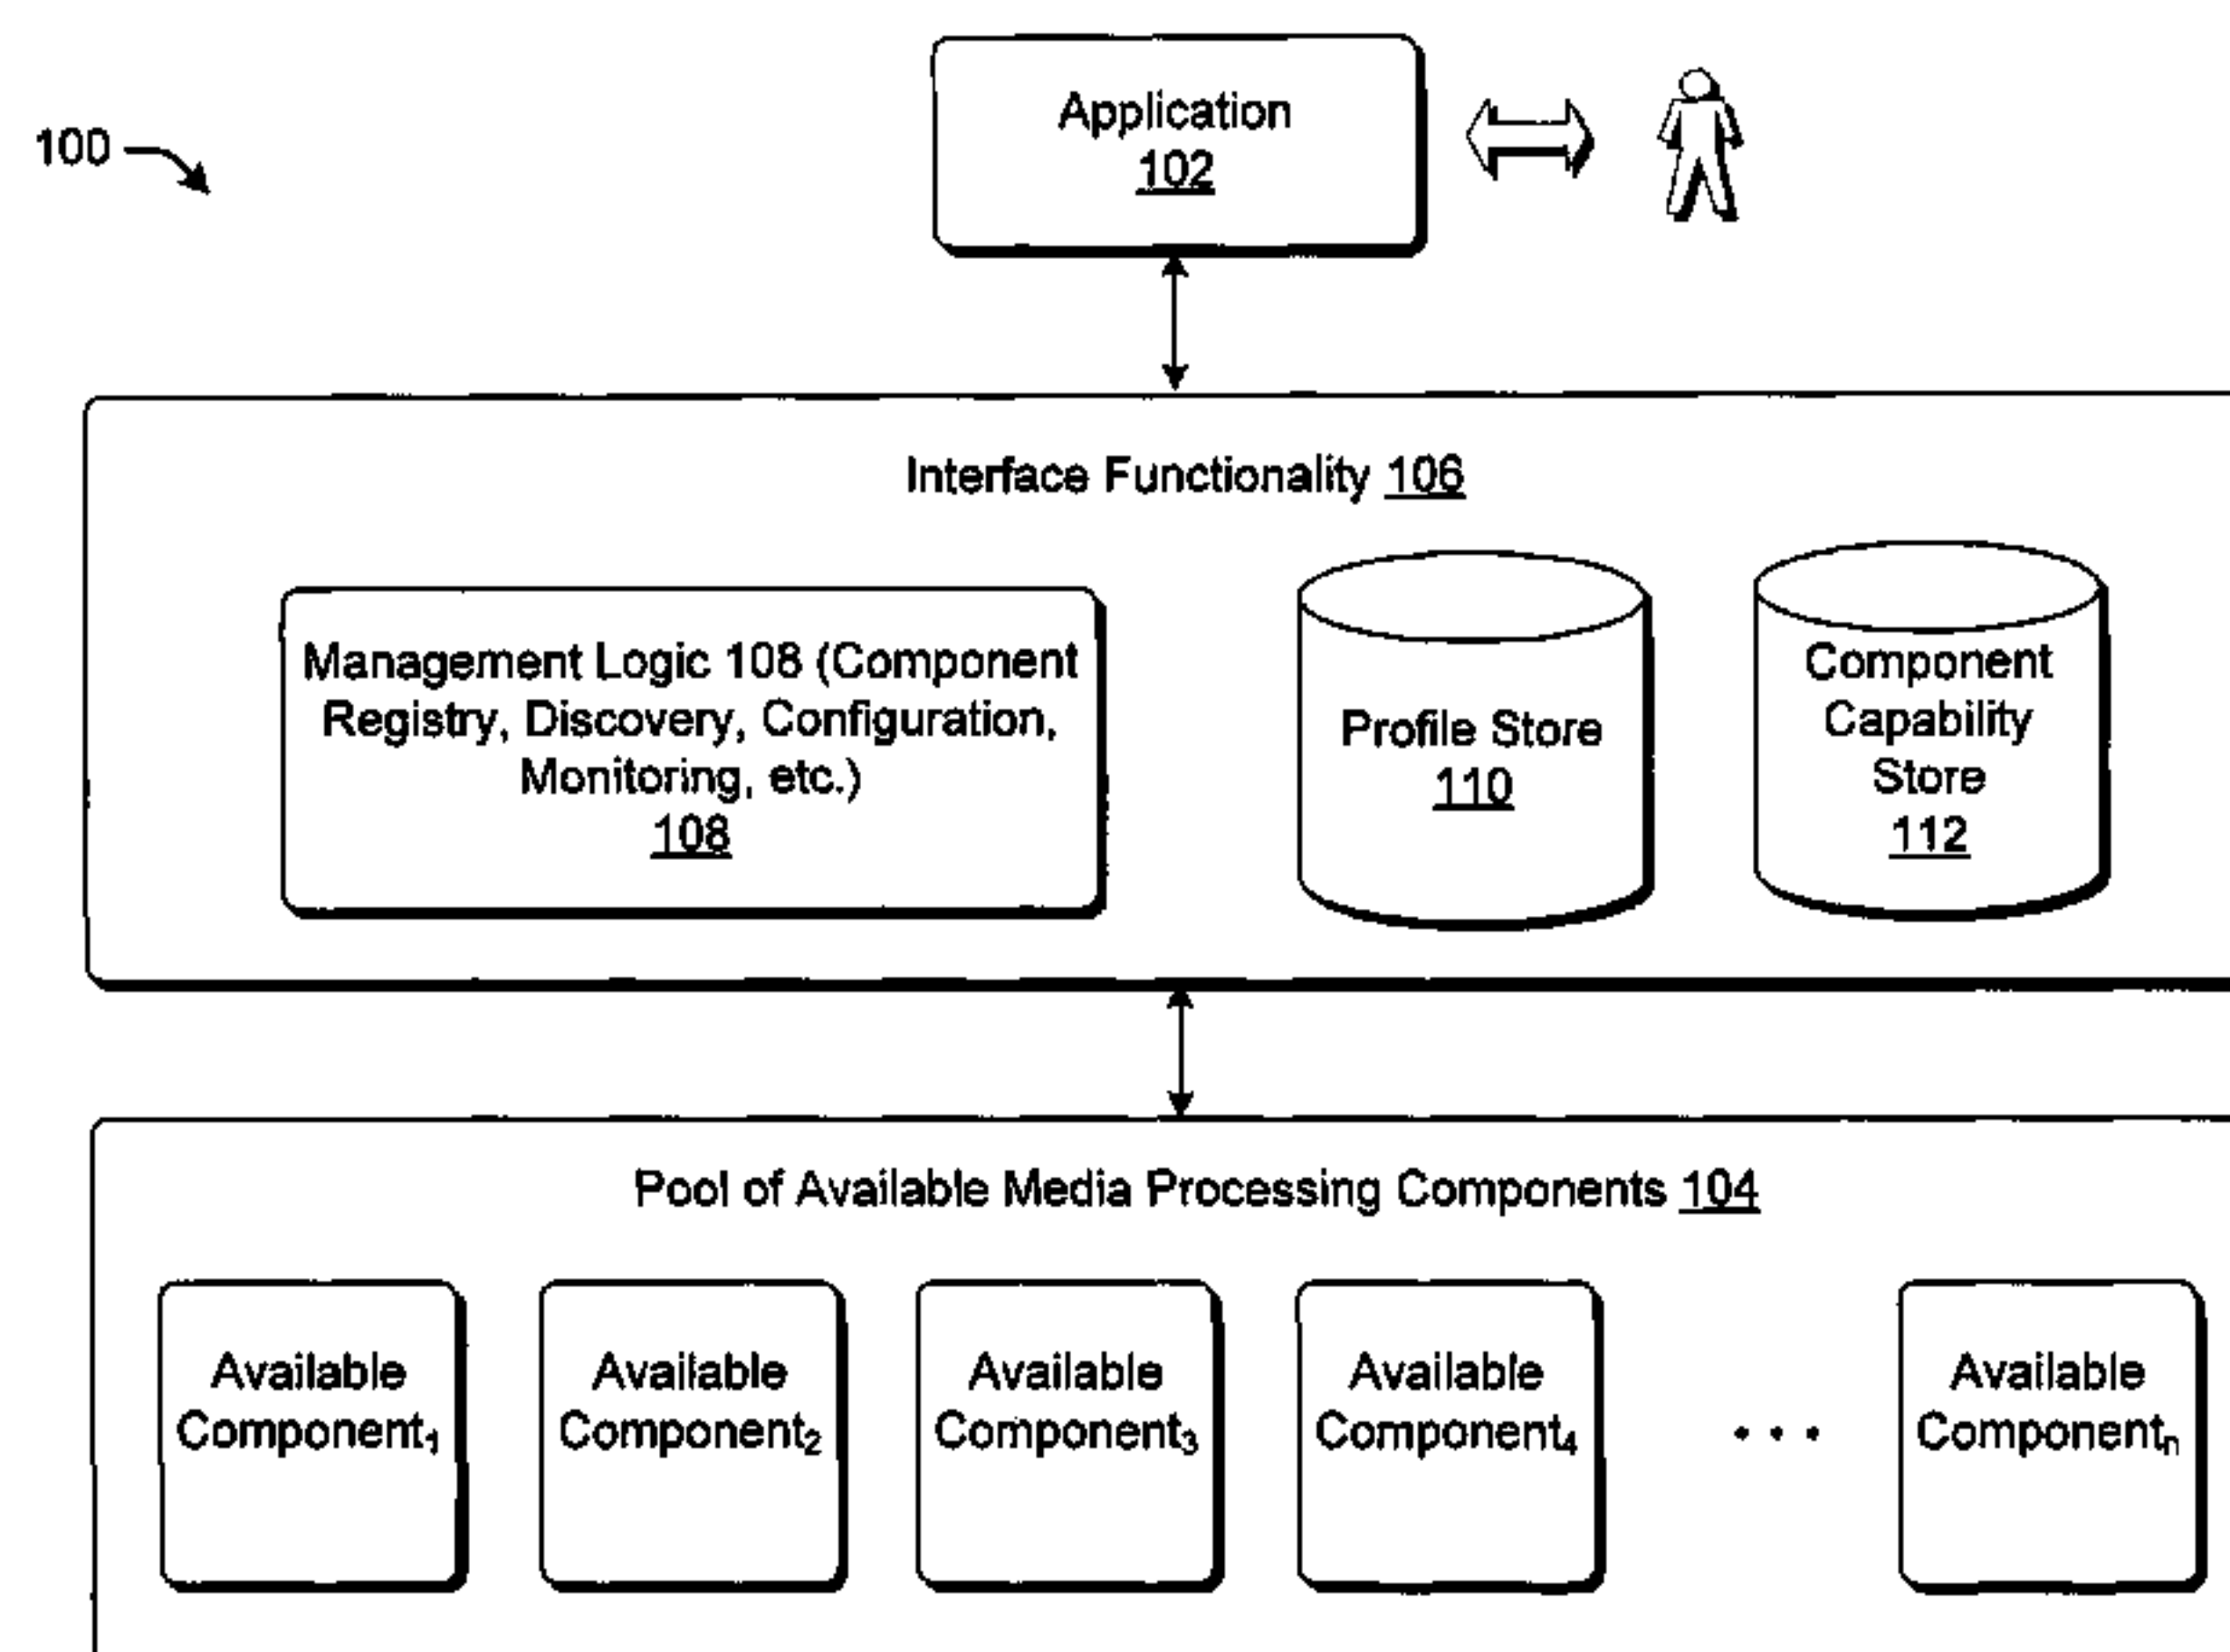 100
Application
102
Interface Functionality 106
Management Logic 108 (Component
Registry, Discovery, Configuration,
Monitoring, etc.)
108
Profile Store
110
Component
Capability
Store
112
Pool of Available Media Processing Components 104
Available
Component₁
Available
Component₂
Available
Component₃
Available
Component₄
• • •
Available
Componentₙ